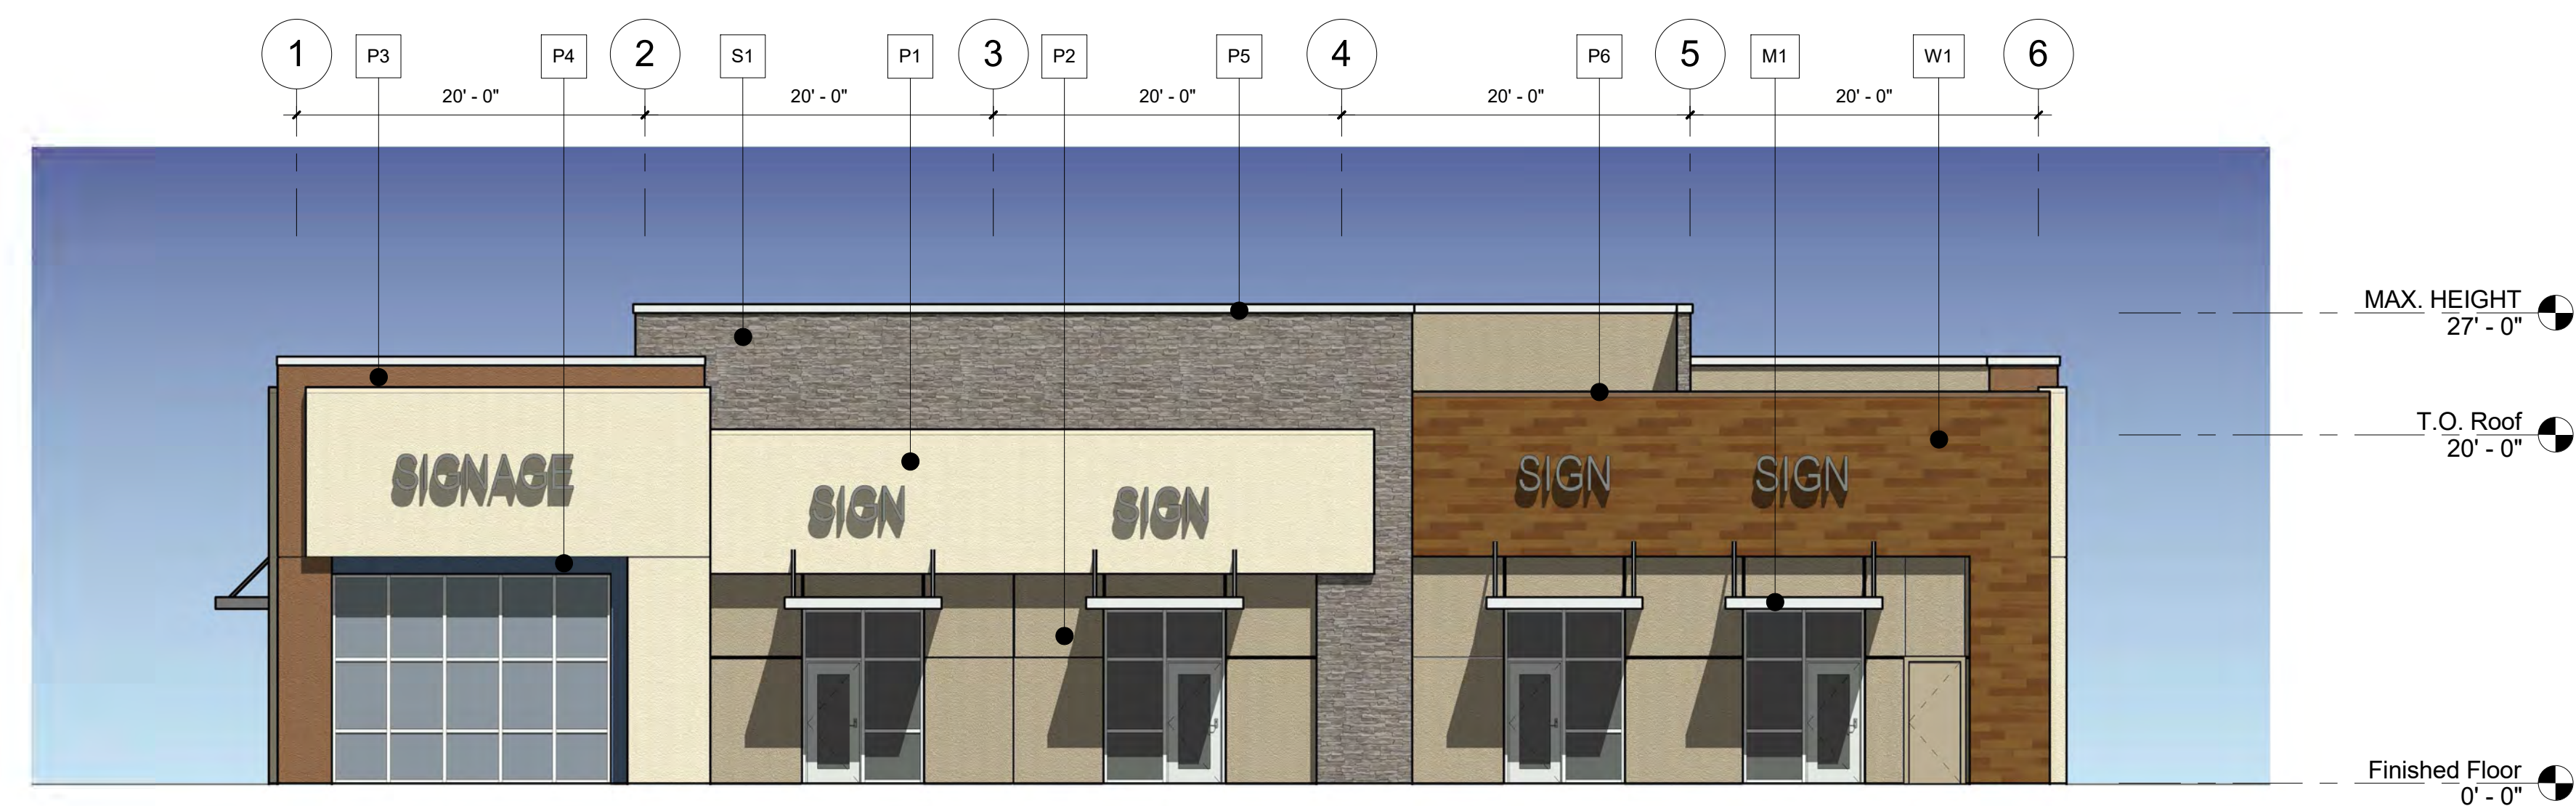 1 P3 P4 2 S1 P1 3 P2 P5 4 P6 5 M1 W1 6
20' - 0" 20' - 0" 20' - 0" 20' - 0" 20' - 0"
MAX. HEIGHT
27' - 0"
T.O. Roof
20' - 0"
SIGNAGE SIGN SIGN SIGN SIGN
Finished Floor
0' - 0"